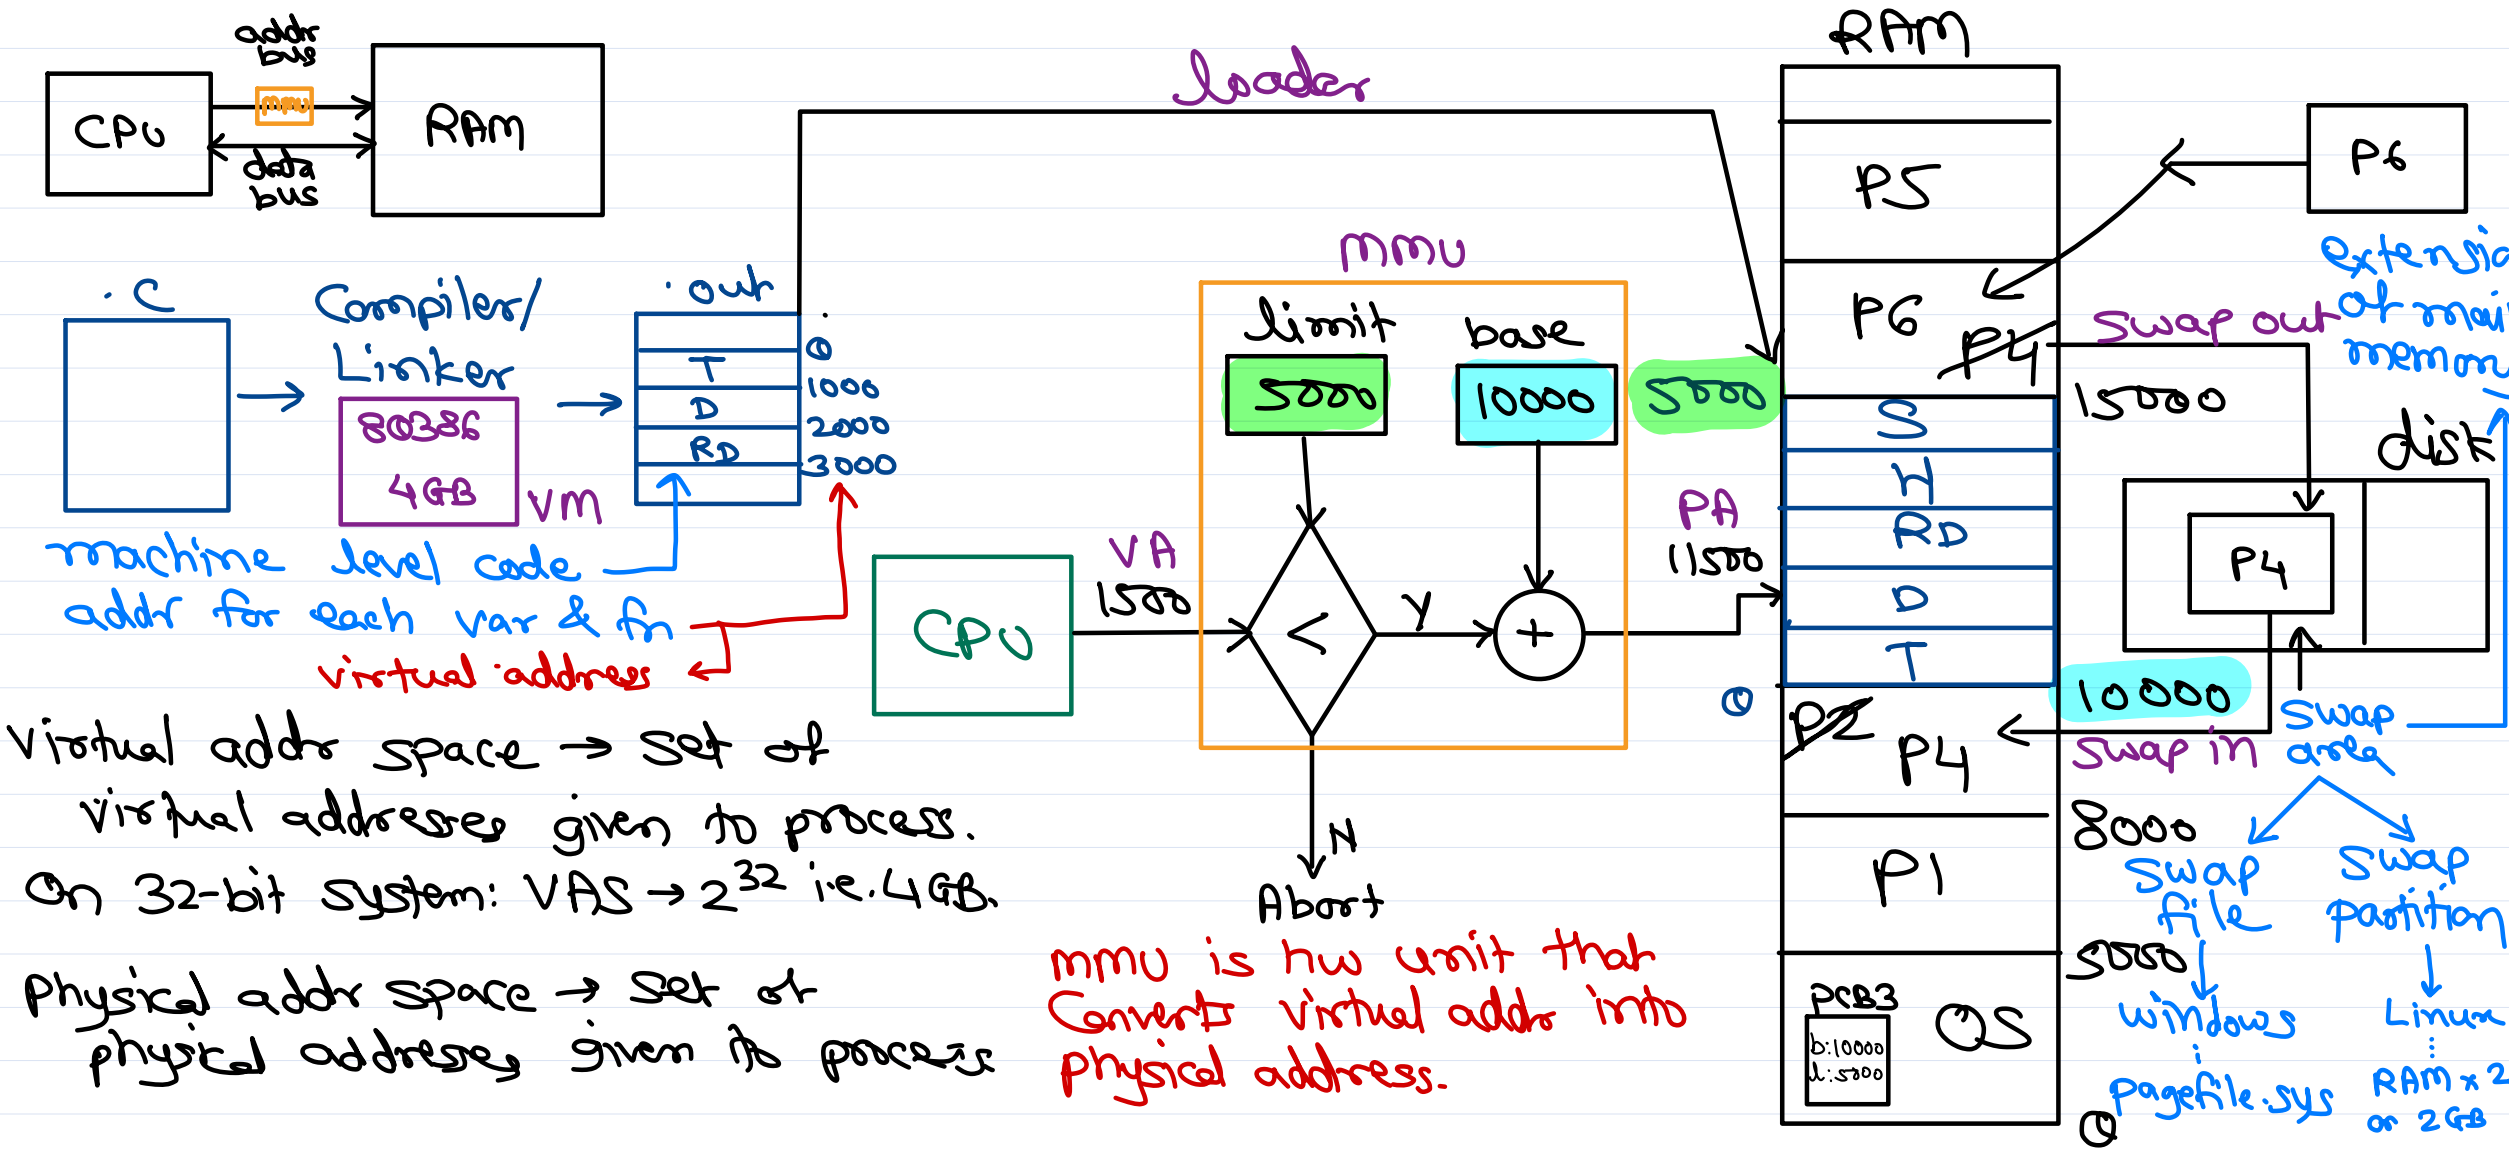 addr
bus
CPU
mmu
RAM
data
bus
loader
RAM
P5
P6
P6
P4
.C
Compiler/
Linker
80386
4GB
VM
.out
T
D
RD
0
1000
2000
3000
machine level code
addr for each var & fn
virtual address
mmu
limit
5000
base
10000
5000
VA
1500
CPU
<
Y
+
N
Abort
PA
11500
0
S
H
RD
D
T
P4
P1
OS
PCB3
b:10000
l:5000
swap out
15000
disk
P4
10000
swap in
8000
5000
0
extensio
of main
memory
swap
area
swap
file
windows
pagefile.sys
swap
partition
Linux
RAM x 2
or 2GB
Virtual addr space → set of
virtual addresses given to process.
On 32-bit system: VAS → 2^32 i.e. 4GB.
Physical addr space → set of
physical addresses given to process
MMU is hw unit that
converts virtual addr into
physical address.